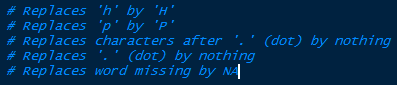 # Replaces 'h' by 'H'
# Replaces 'p' by 'P'
# Replaces characters after '.' (dot) by nothing
# Replaces '.' (dot) by nothing
# Replaces word missing by NA